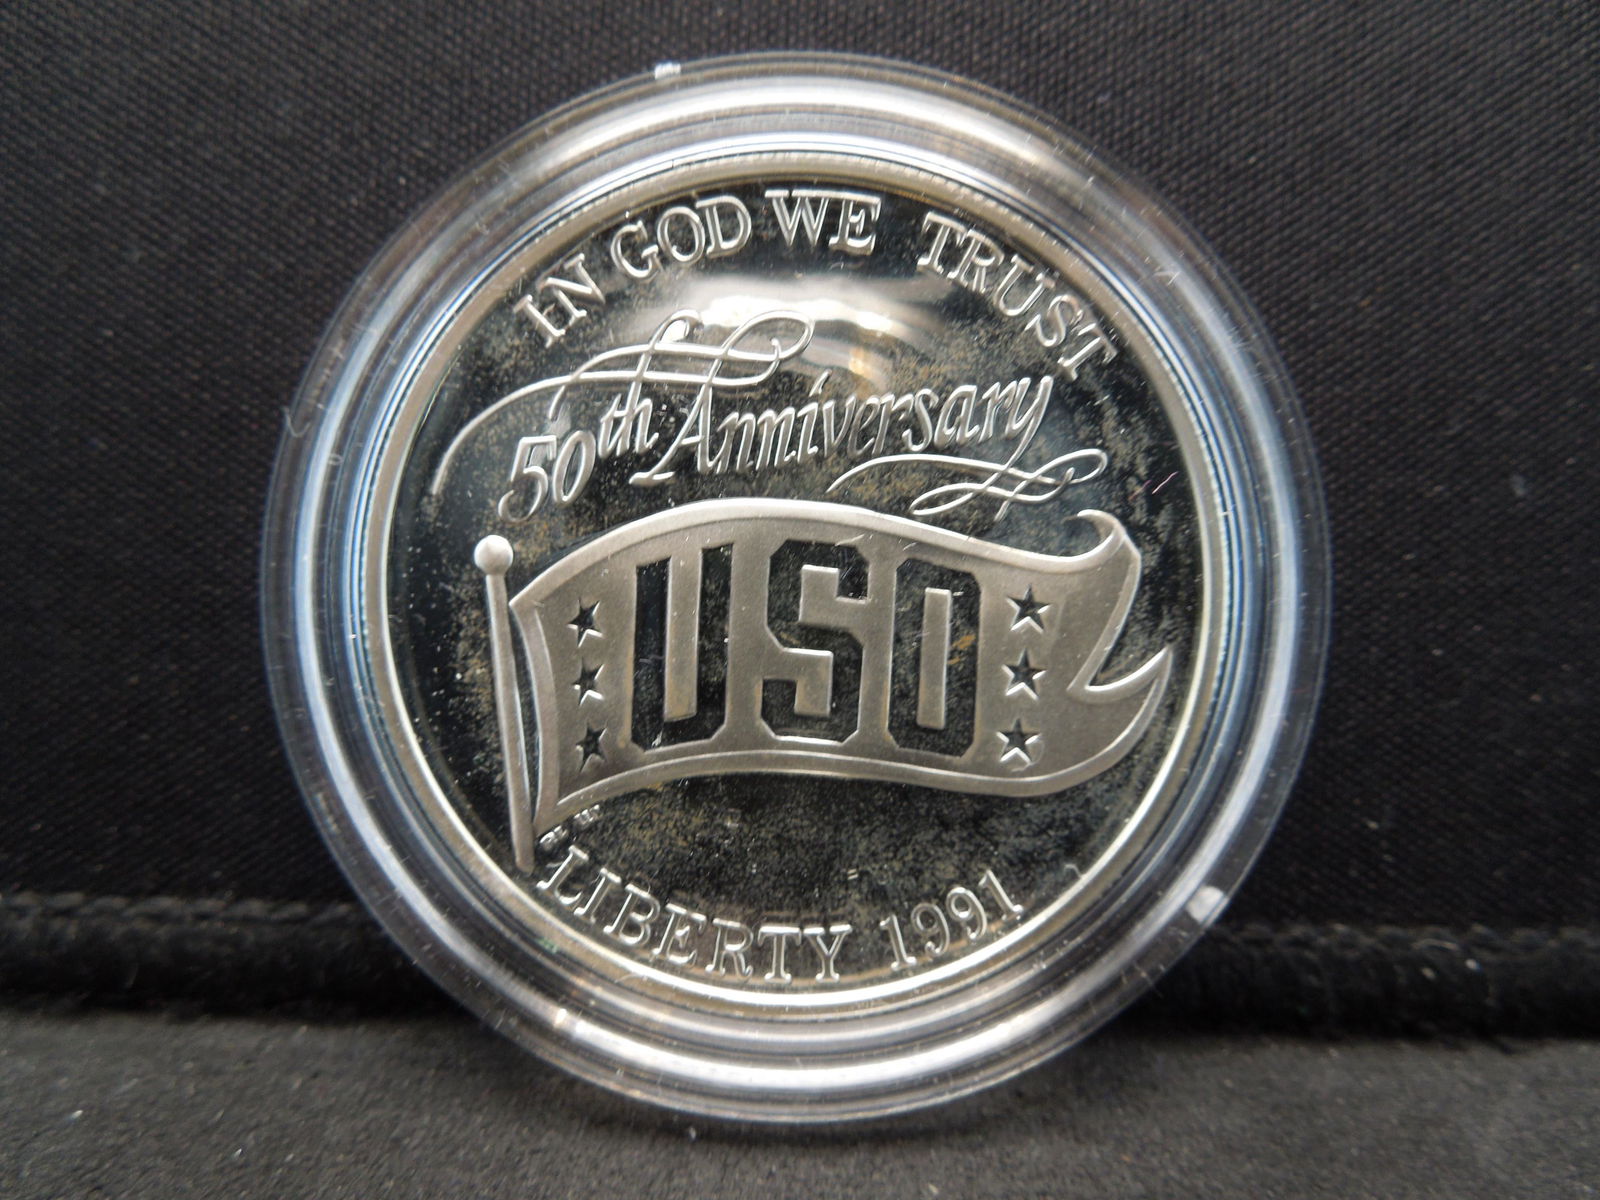 IN GOD WE TRUST
50th Anniversary
USO
LIBERTY 1991